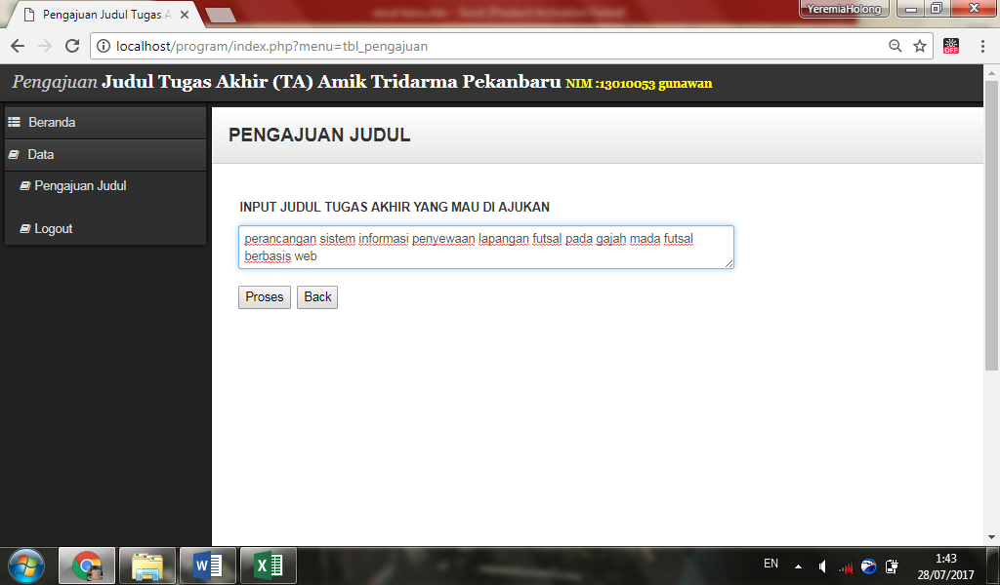 Pengajuan Judul Tugas A
YeremiaHolong
localhost/program/index.php?menu=tbl_pengajuan
OFF
Pengajuan Judul Tugas Akhir (TA) Amik Tridarma Pekanbaru NIM :13010053 gunawan
Beranda
Data
Pengajuan Judul
Logout
PENGAJUAN JUDUL
INPUT JUDUL TUGAS AKHIR YANG MAU DI AJUKAN
perancangan sistem informasi penyewaan lapangan futsal pada gajah mada futsal
berbasis web
Proses Back
EN
1:43
28/07/2017